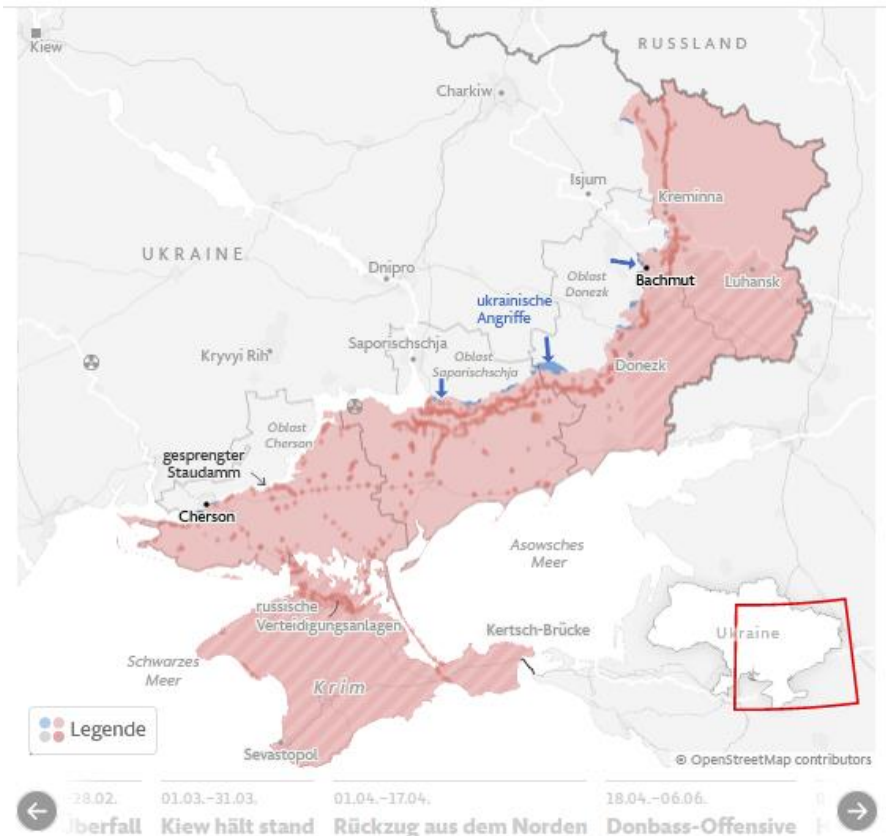 Kiew
RUSSLAND
Charkiw
Isjum
Kreminna
UKRAINE
Dnipro
Oblast
Donezk
Bachmut
Luhansk
ukrainische
Angriffe
Saporischschja
Oblast
Saporischschja
Kryvyi Rih
Donezk
Oblast
Cherson
gesprengter
Staudamm
Cherson
Asowsches
Meer
russische
Verteidigungsanlagen
Kertsch-Brücke
Ukraine
Schwarzes
Meer
Krim
Legende
Sevastopol
© OpenStreetMap contributors
28.02.
01.03.–31.03.
01.04.–17.04.
18.04.–06.06.
Kiew hält stand
Rückzug aus dem Norden
Donbass-Offensive